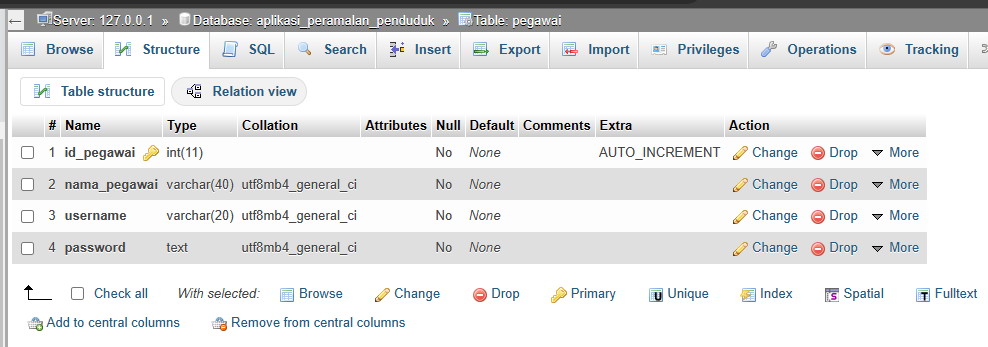 Server: 127.0.0.1 » Database: aplikasi_peramalan_penduduk » Table: pegawai
Browse Structure SQL Search Insert Export Import Privileges Operations Tracking
Table structure Relation view
# Name Type Collation Attributes Null Default Comments Extra Action
1 id_pegawai int(11) No None AUTO_INCREMENT Change Drop More
2 nama_pegawai varchar(40) utf8mb4_general_ci No None Change Drop More
3 username varchar(20) utf8mb4_general_ci No None Change Drop More
4 password text utf8mb4_general_ci No None Change Drop More
Check all With selected: Browse Change Drop Primary Unique Index Spatial Fulltext
Add to central columns Remove from central columns